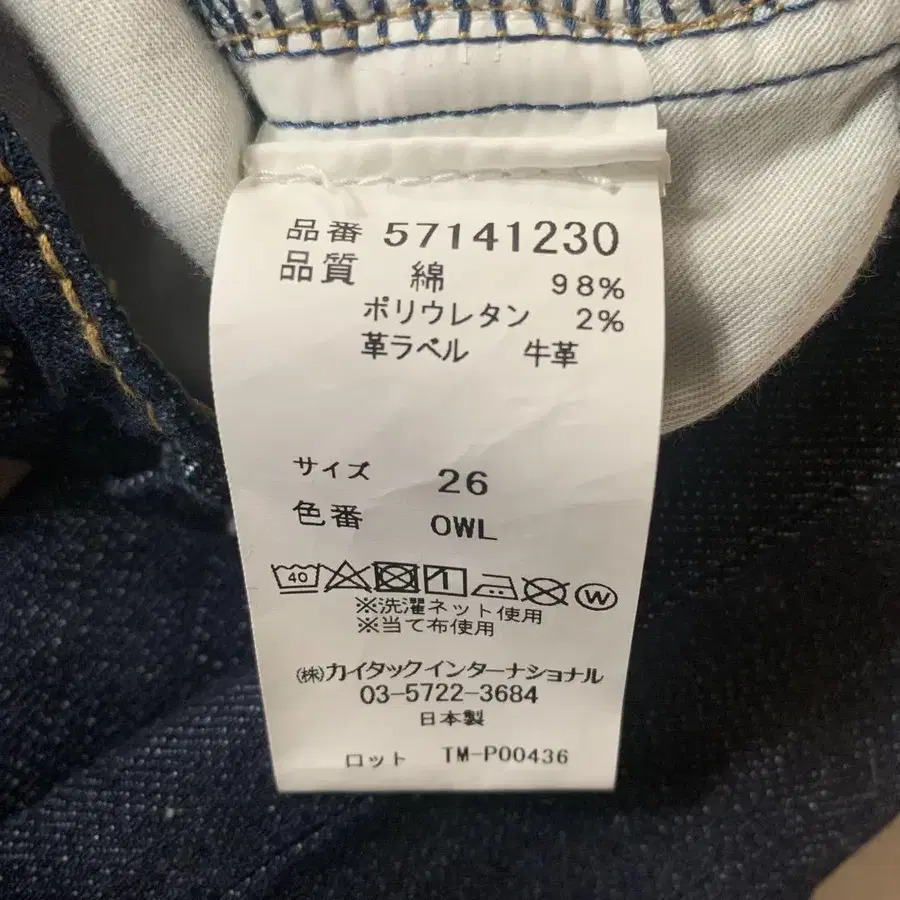 品番 57141230
品質 綿 98%
ポリウレタン 2%
革ラベル 牛革
サイズ 26
色番 OWL
40 W
※洗濯ネット使用
※当て布使用
㈱カイタックインターナショナル
03-5722-3684
日本製
ロット TM-P00436